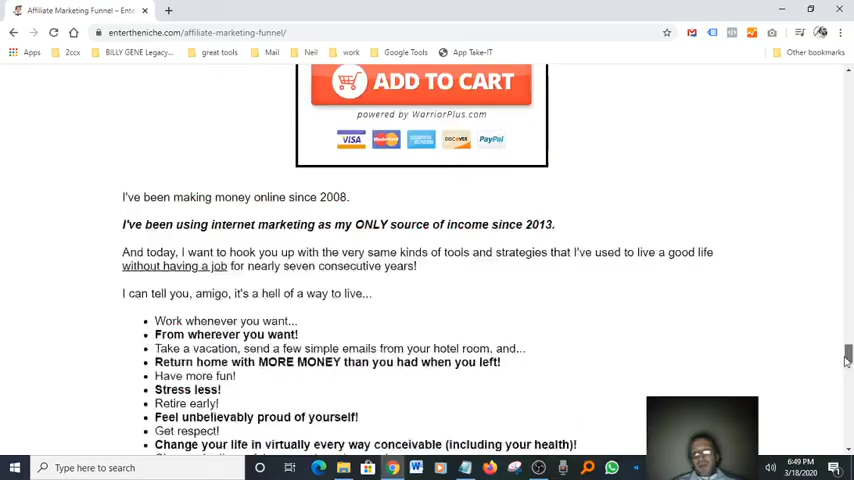 Affiliate Marketing Funnel – Enter
entertheniche.com/affiliate-marketing-funnel/
Apps
2ccx
BILLY GENE Legacy...
great tools
Mail
Neil
work
Google Tools
App Take-IT
Other bookmarks
ADD TO CART
powered by WarriorPlus.com
VISA
DISCOVER
PayPal
I've been making money online since 2008.
I've been using internet marketing as my ONLY source of income since 2013.
And today, I want to hook you up with the very same kinds of tools and strategies that I've used to live a good life
without having a job for nearly seven consecutive years!
I can tell you, amigo, it's a hell of a way to live...
Work whenever you want...
From wherever you want!
Take a vacation, send a few simple emails from your hotel room, and...
Return home with MORE MONEY than you had when you left!
Have more fun!
Stress less!
Retire early!
Feel unbelievably proud of yourself!
Get respect!
Change your life in virtually every way conceivable (including your health)!
Type here to search
6:49 PM
3/18/2020